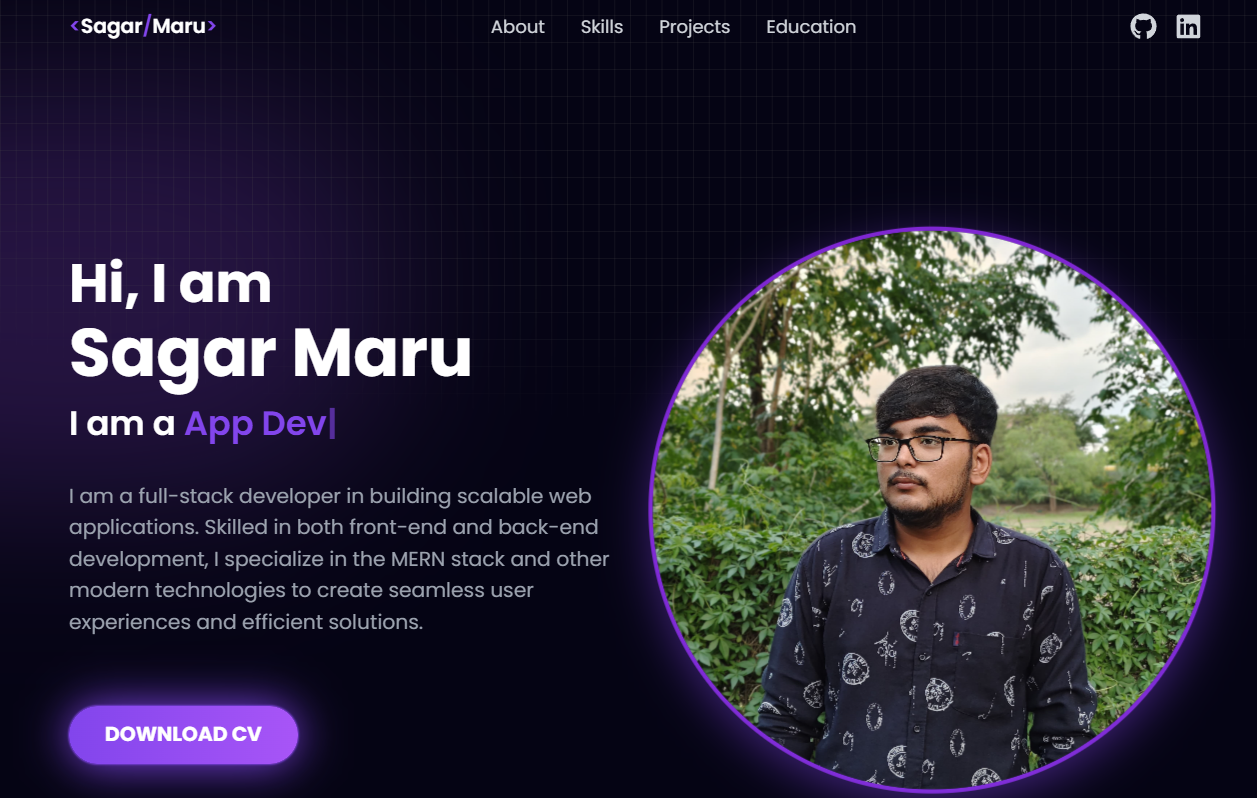 <Sagar/Maru>
About Skills Projects Education
Hi, I am
Sagar Maru
I am a App Dev|
I am a full-stack developer in building scalable web
applications. Skilled in both front-end and back-end
development, I specialize in the MERN stack and other
modern technologies to create seamless user
experiences and efficient solutions.
DOWNLOAD CV